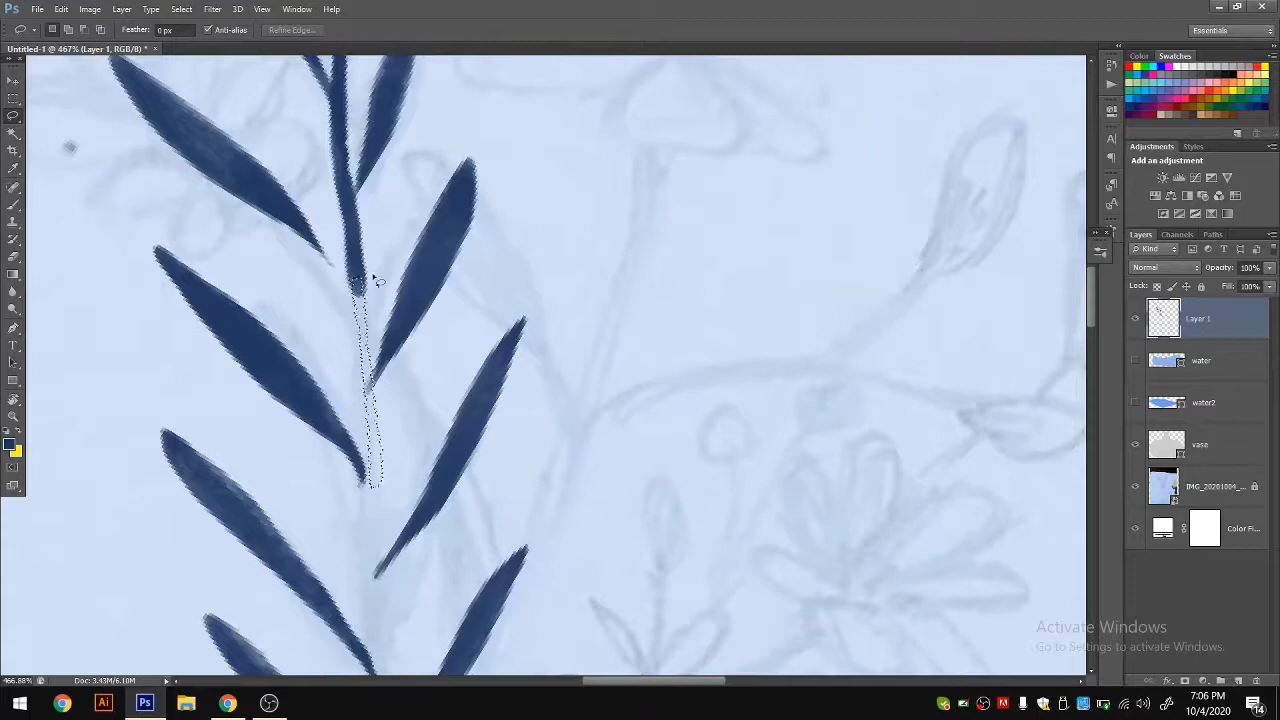 Ps File Edit Image Layer Type Select Filter 3D View Window Help
Feather: 0 px Anti-alias Refine Edge... Essentials
Untitled-1 @ 467% (Layer 1, RGB/8) * ×
Color Swatches
Adjustments Styles
Add an adjustment
Layers Channels Paths
Kind
Normal Opacity: 100%
Lock: Fill: 100%
Layer 1
water
water2
vase
IMG_20201004_...
Color Fi...
Activate Windows
Go to Settings to activate Windows.
466.88% Doc: 3.43M/6.10M
Ai Ps
7:06 PM
10/4/2020